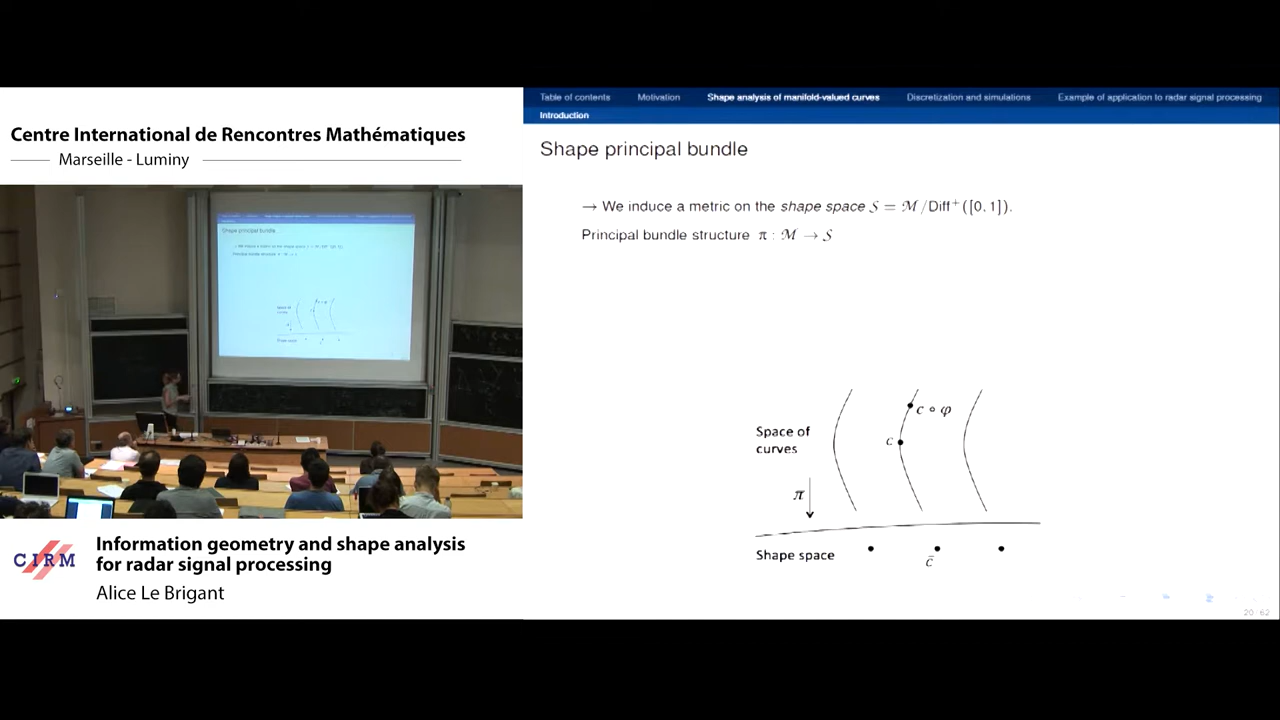 Centre International de Rencontres Mathématiques
Marseille - Luminy
CIRM
Information geometry and shape analysis
for radar signal processing
Alice Le Brigant
Table of contents Motivation Shape analysis of manifold-valued curves Discretization and simulations Example of application to radar signal processing
Introduction
Shape principal bundle
→ We induce a metric on the shape space 𝒮 = ℳ/Diff⁺([0,1]).
Principal bundle structure π : ℳ → 𝒮
c ∘ φ
c
Space of
curves
π
Shape space
c̄
20 / 62
Shape principal bundle